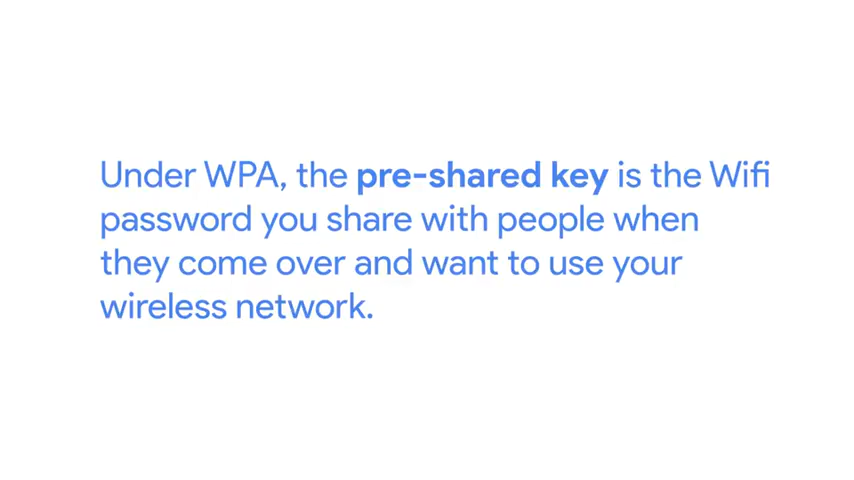 Under WPA, the pre-shared key is the Wifi
password you share with people when
they come over and want to use your
wireless network.